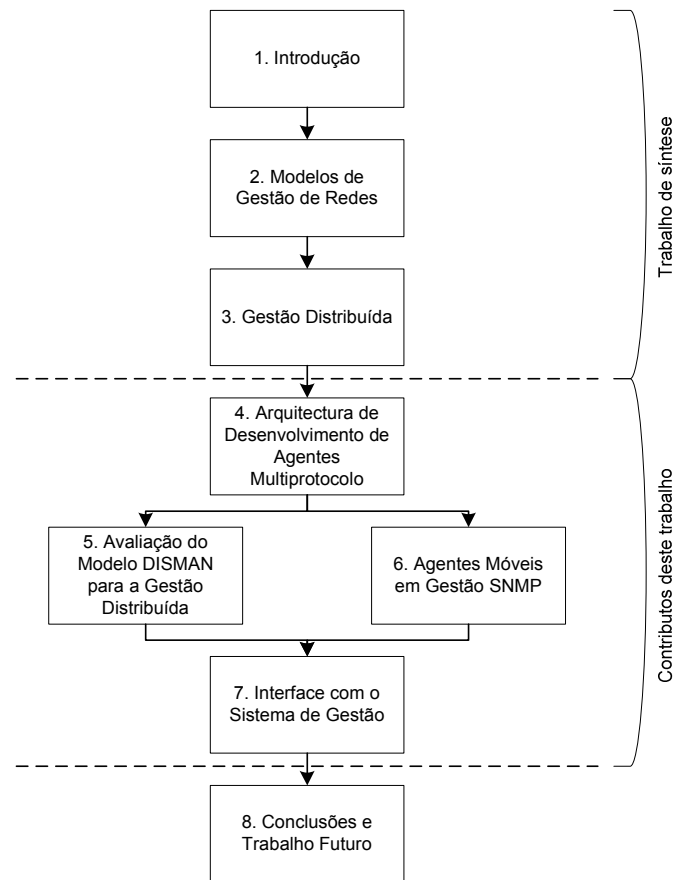 1. Introdução
2. Modelos de
Gestão de Redes
3. Gestão Distribuída
Trabalho de síntese
4. Arquitectura de
Desenvolvimento de
Agentes
Multiprotocolo
5. Avaliação do
Modelo DISMAN
para a Gestão
Distribuída
6. Agentes Móveis
em Gestão SNMP
7. Interface com o
Sistema de Gestão
Contributos deste trabalho
8. Conclusões e
Trabalho Futuro